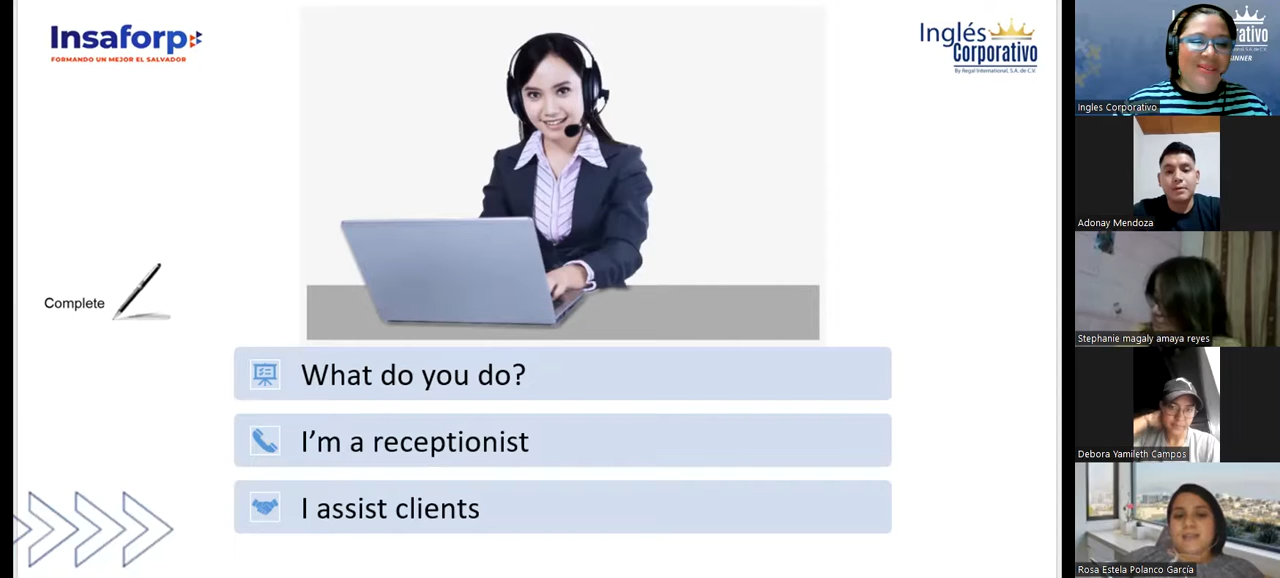 Insaforp
FORMANDO UN MEJOR EL SALVADOR
Inglés
Corporativo
By Regal International, S.A. de C.V.
Complete
What do you do?
I'm a receptionist
I assist clients
Ingles Corporativo
Adonay Mendoza
Stephanie magaly amaya reyes
Debora Yamileth Campos
Rosa Estela Polanco García